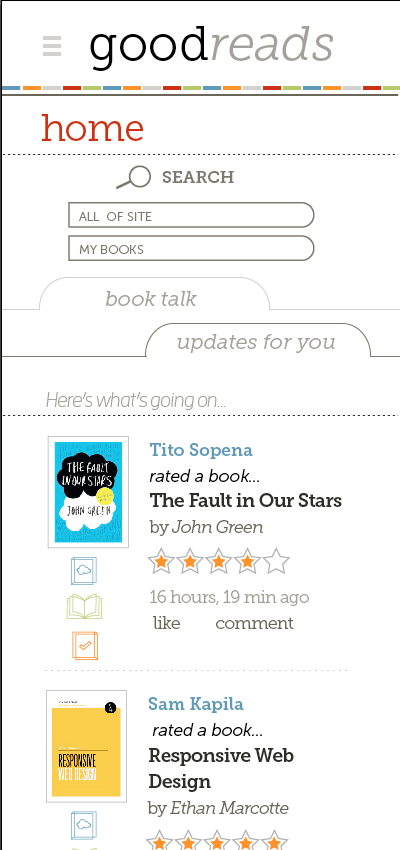 goodreads
home
SEARCH
ALL OF SITE
MY BOOKS
book talk
updates for you
Here's what's going on...
THE FAULT
IN OUR STARS
JOHN GREEN
Tito Sopena
rated a book...
The Fault in Our Stars
by John Green
16 hours, 19 min ago
like comment
Sam Kapila
rated a book...
Responsive Web
Design
by Ethan Marcotte
RESPONSIVE
WEB DESIGN